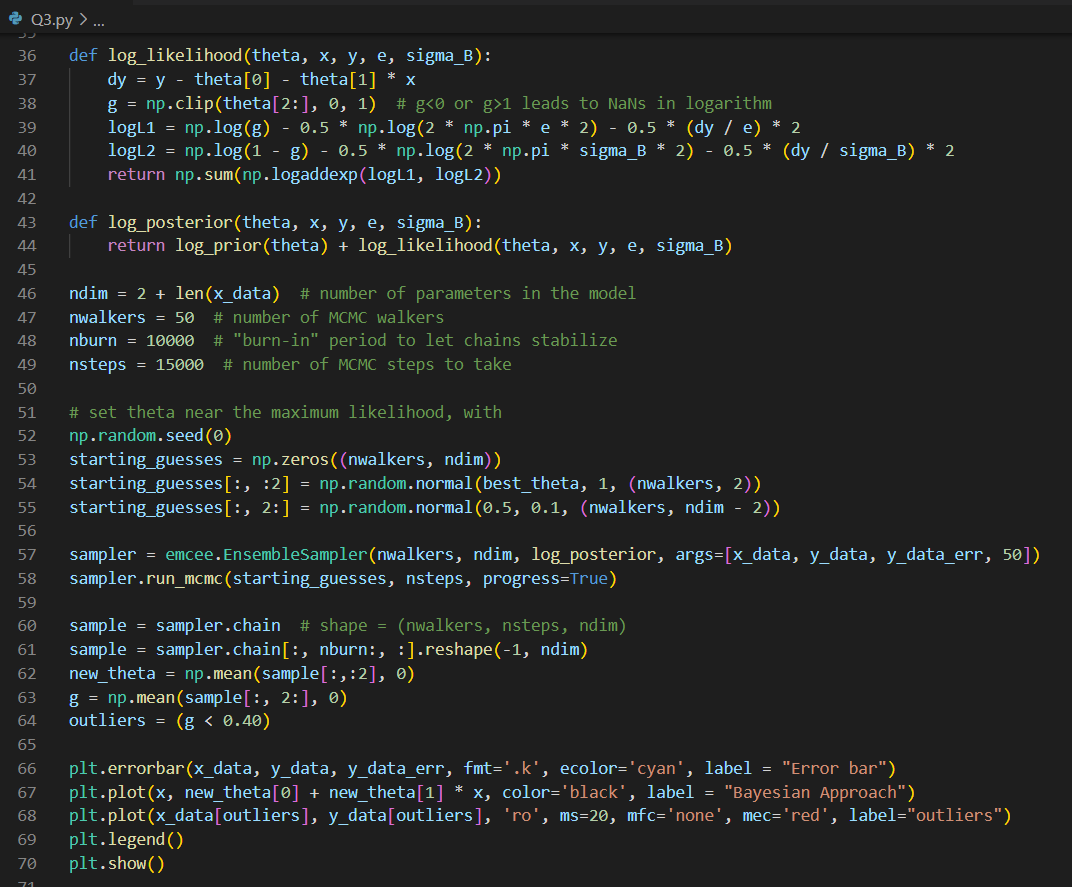 Q3.py > ...
35
36 def log_likelihood(theta, x, y, e, sigma_B):
37     dy = y - theta[0] - theta[1] * x
38     g = np.clip(theta[2:], 0, 1)  # g<0 or g>1 leads to NaNs in logarithm
39     logL1 = np.log(g) - 0.5 * np.log(2 * np.pi * e * 2) - 0.5 * (dy / e) * 2
40     logL2 = np.log(1 - g) - 0.5 * np.log(2 * np.pi * sigma_B * 2) - 0.5 * (dy / sigma_B) * 2
41     return np.sum(np.logaddexp(logL1, logL2))
42
43 def log_posterior(theta, x, y, e, sigma_B):
44     return log_prior(theta) + log_likelihood(theta, x, y, e, sigma_B)
45
46 ndim = 2 + len(x_data)  # number of parameters in the model
47 nwalkers = 50  # number of MCMC walkers
48 nburn = 10000  # "burn-in" period to let chains stabilize
49 nsteps = 15000  # number of MCMC steps to take
50
51 # set theta near the maximum likelihood, with
52 np.random.seed(0)
53 starting_guesses = np.zeros((nwalkers, ndim))
54 starting_guesses[:, :2] = np.random.normal(best_theta, 1, (nwalkers, 2))
55 starting_guesses[:, 2:] = np.random.normal(0.5, 0.1, (nwalkers, ndim - 2))
56
57 sampler = emcee.EnsembleSampler(nwalkers, ndim, log_posterior, args=[x_data, y_data, y_data_err, 50])
58 sampler.run_mcmc(starting_guesses, nsteps, progress=True)
59
60 sample = sampler.chain  # shape = (nwalkers, nsteps, ndim)
61 sample = sampler.chain[:, nburn:, :].reshape(-1, ndim)
62 new_theta = np.mean(sample[:,:2], 0)
63 g = np.mean(sample[:, 2:], 0)
64 outliers = (g < 0.40)
65
66 plt.errorbar(x_data, y_data, y_data_err, fmt='.k', ecolor='cyan', label = "Error bar")
67 plt.plot(x, new_theta[0] + new_theta[1] * x, color='black', label = "Bayesian Approach")
68 plt.plot(x_data[outliers], y_data[outliers], 'ro', ms=20, mfc='none', mec='red', label="outliers")
69 plt.legend()
70 plt.show()
71